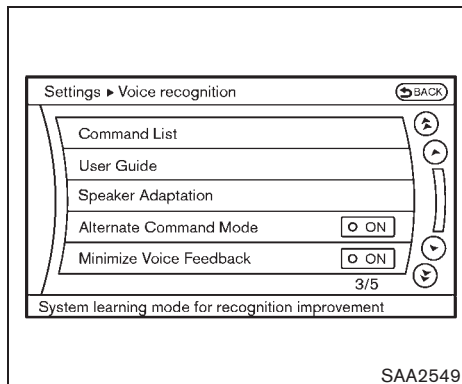 Settings ▶ Voice recognition
BACK
Command List
User Guide
Speaker Adaptation
Alternate Command Mode
ON
Minimize Voice Feedback
ON
3/5
System learning mode for recognition improvement
SAA2549